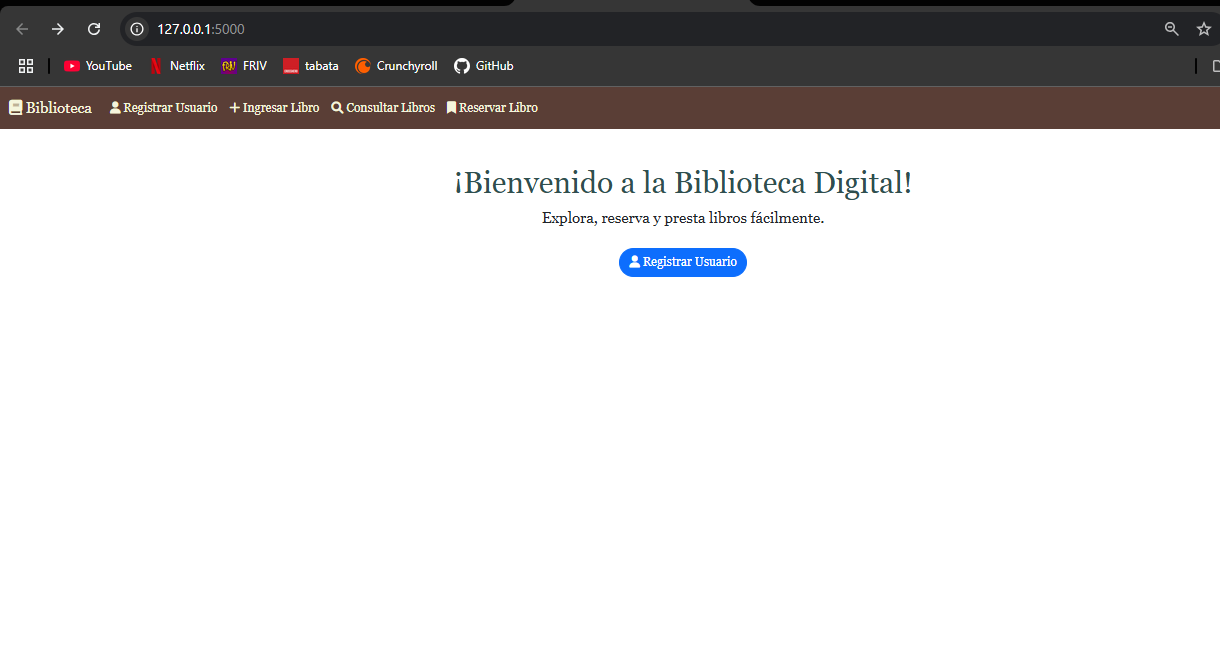 127.0.0.1:5000
YouTube Netflix FRIV tabata Crunchyroll GitHub
Biblioteca Registrar Usuario Ingresar Libro Consultar Libros Reservar Libro
¡Bienvenido a la Biblioteca Digital!
Explora, reserva y presta libros fácilmente.
Registrar Usuario